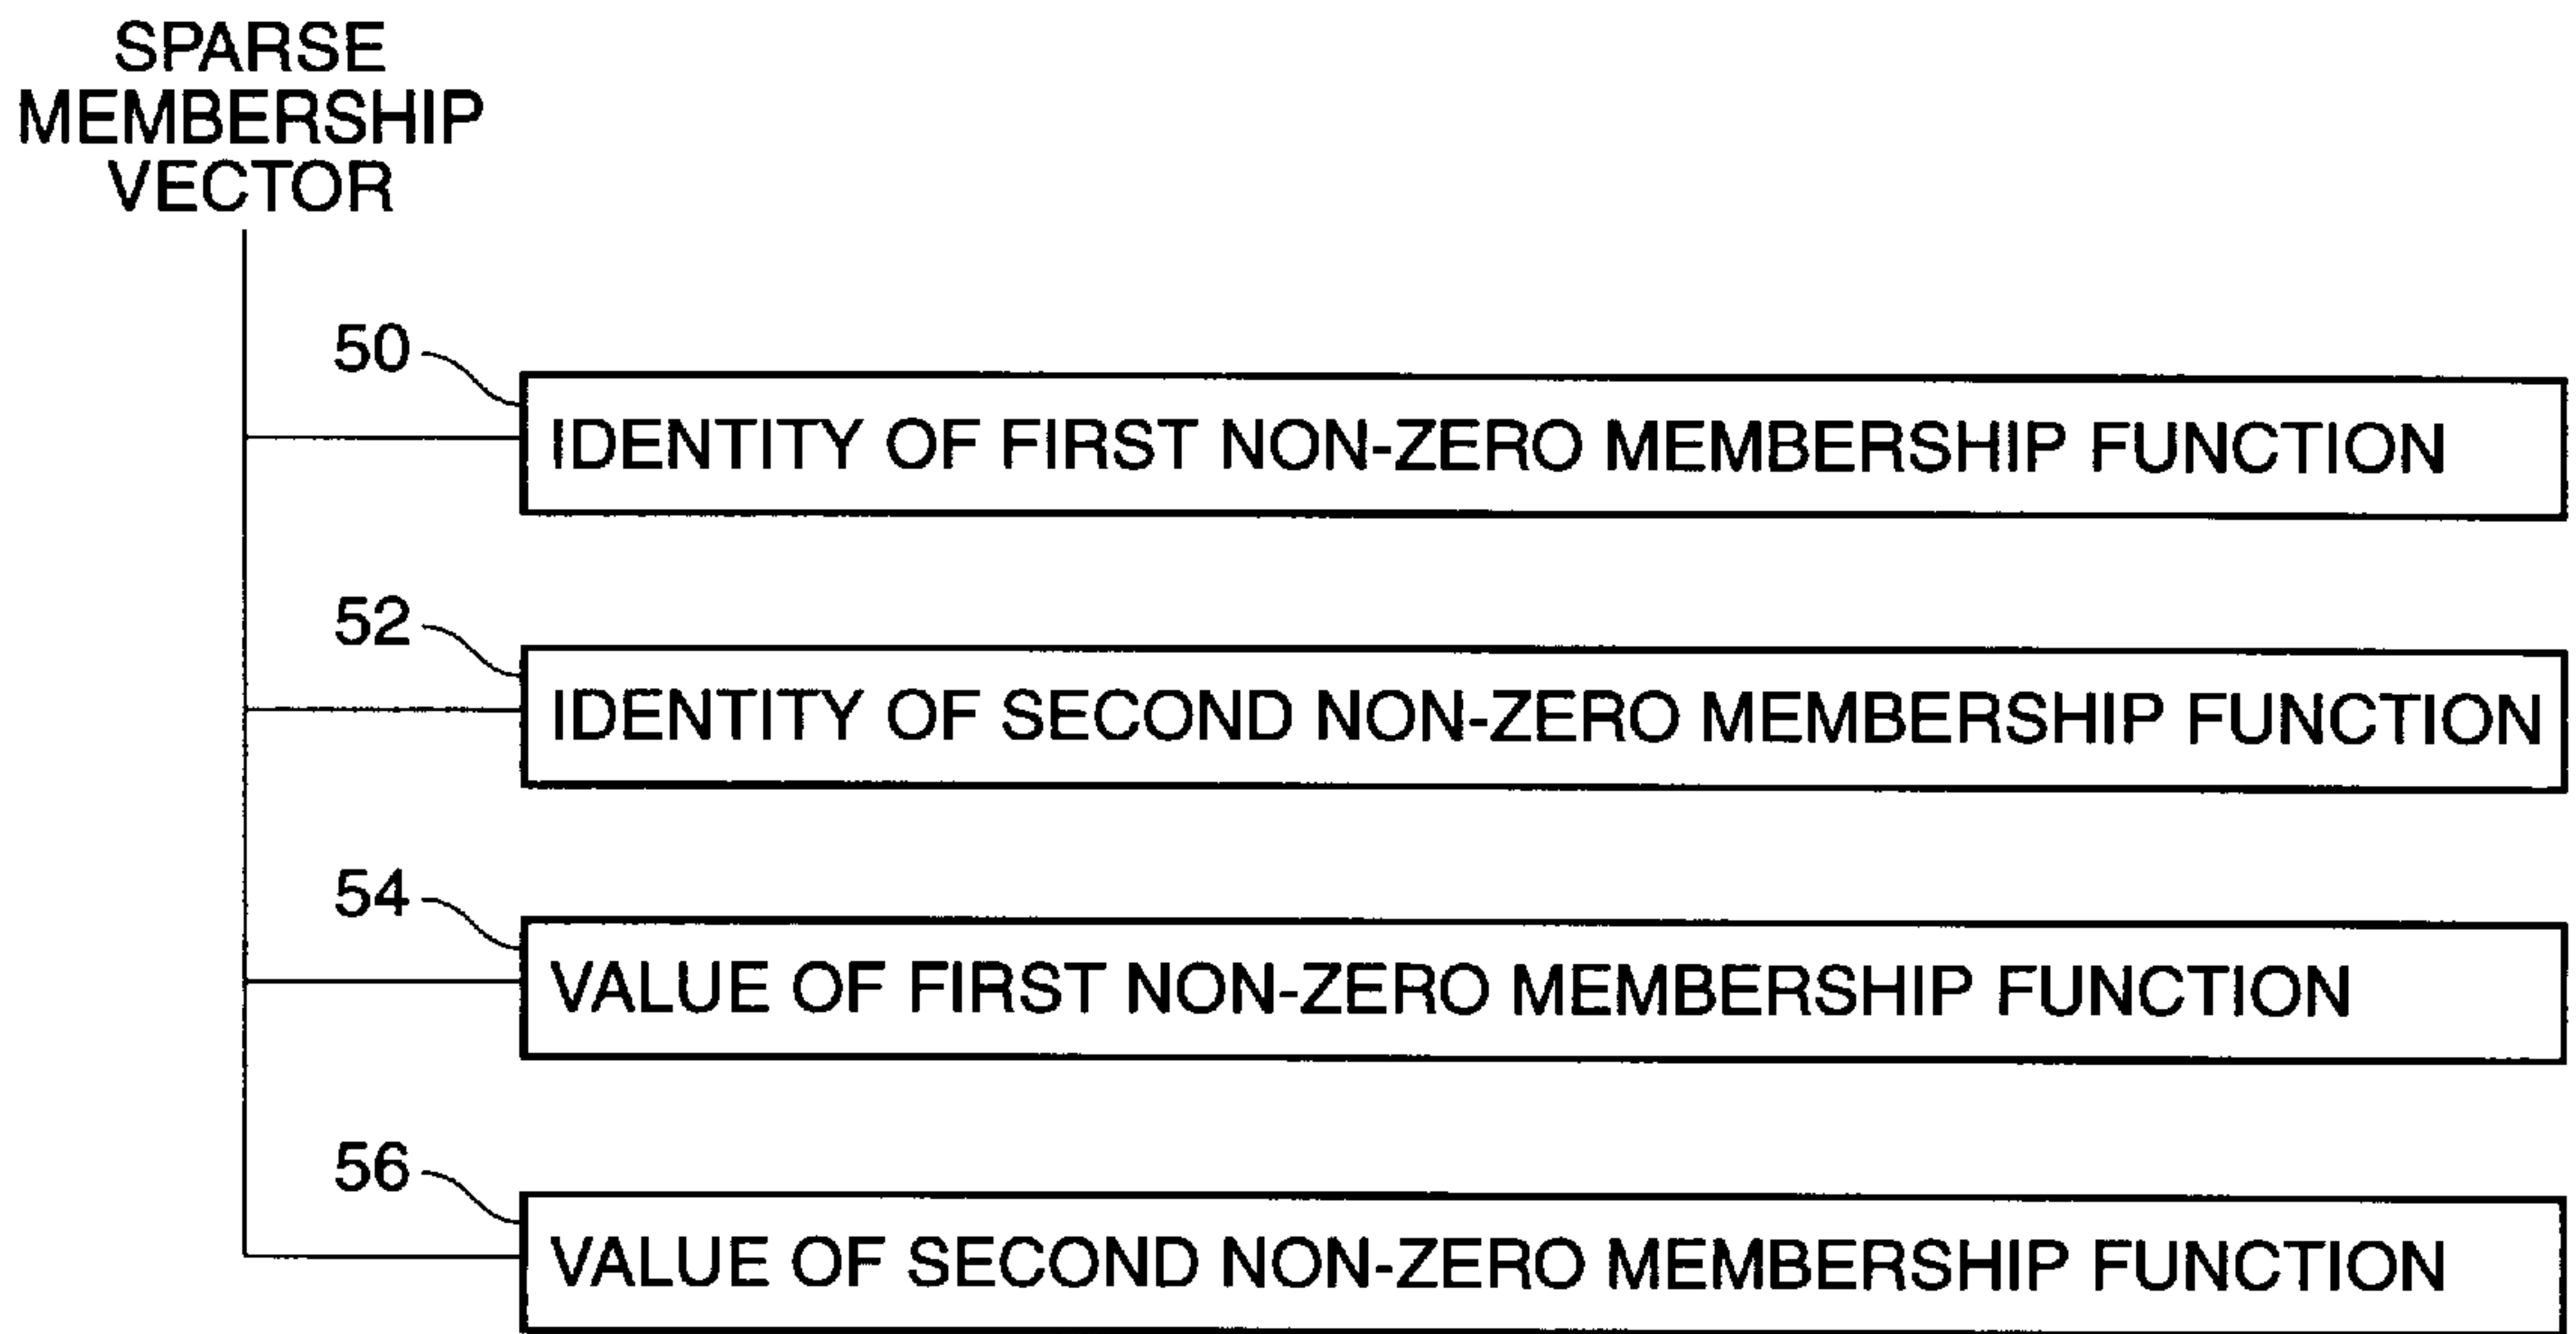 SPARSE
MEMBERSHIP
VECTOR
50
IDENTITY OF FIRST NON-ZERO MEMBERSHIP FUNCTION
52
IDENTITY OF SECOND NON-ZERO MEMBERSHIP FUNCTION
54
VALUE OF FIRST NON-ZERO MEMBERSHIP FUNCTION
56
VALUE OF SECOND NON-ZERO MEMBERSHIP FUNCTION